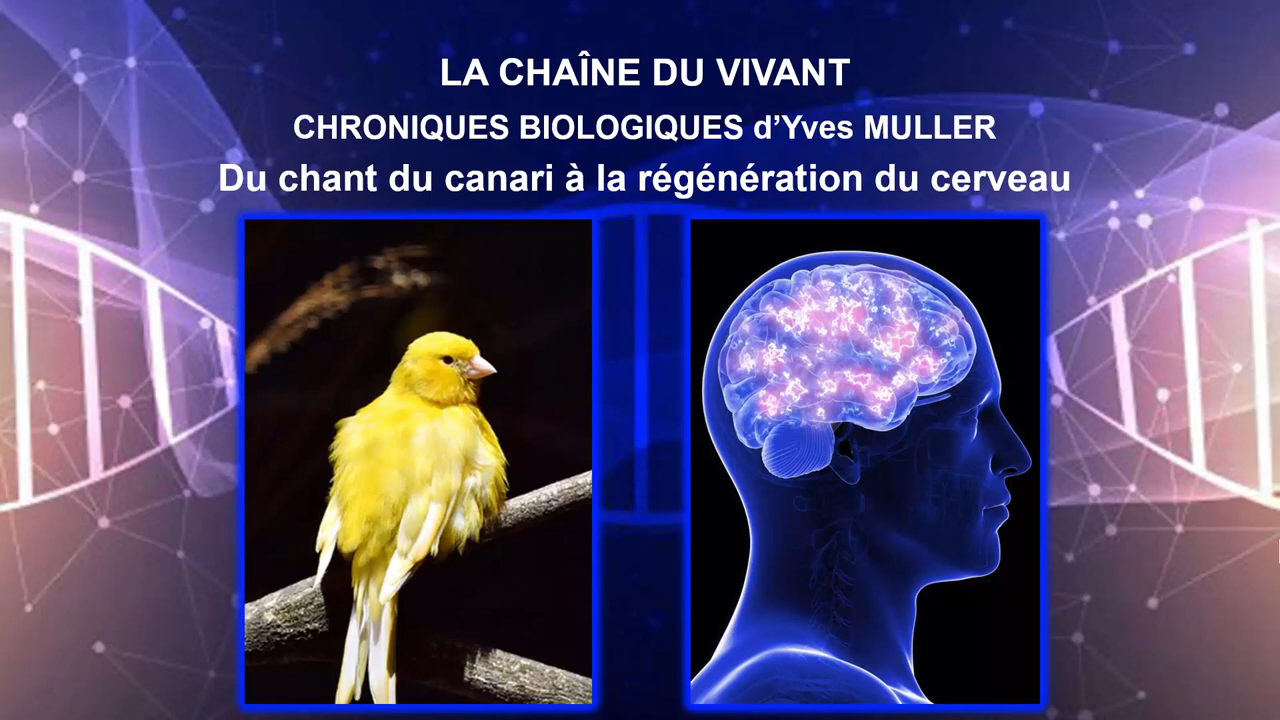 LA CHAÎNE DU VIVANT
CHRONIQUES BIOLOGIQUES d’Yves MULLER
Du chant du canari à la régénération du cerveau